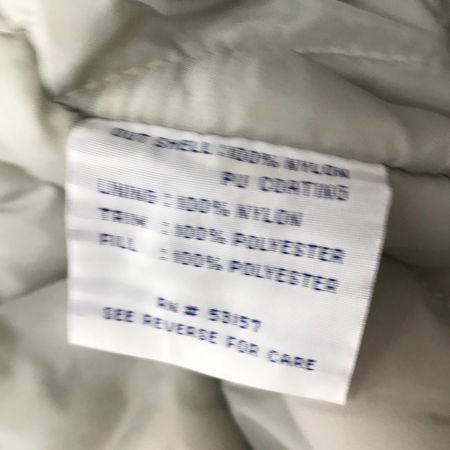 OUT SHELL : 100% NYLON
PU COATING
LINING : 100% NYLON
TRIM : 100% POLYESTER
FILL : 100% POLYESTER
RN # 53157
SEE REVERSE FOR CARE